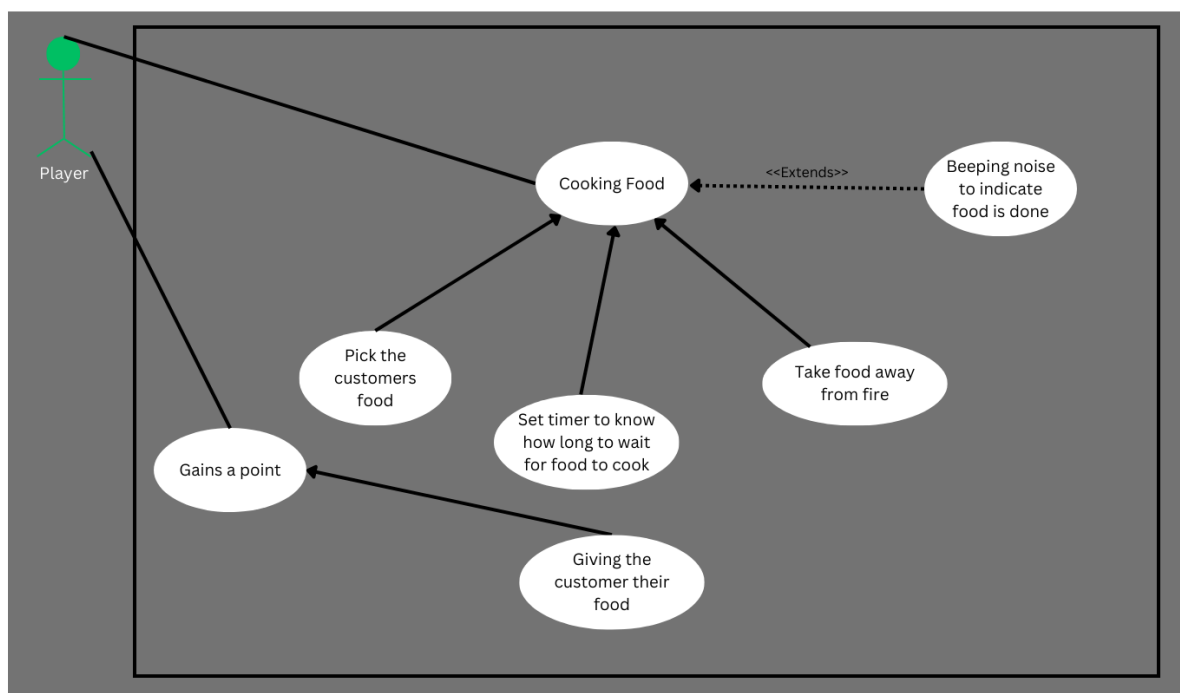 Player
Cooking Food
<<Extends>>
Beeping noise
to indicate
food is done
Pick the
customers
food
Set timer to know
how long to wait
for food to cook
Take food away
from fire
Gains a point
Giving the
customer their
food